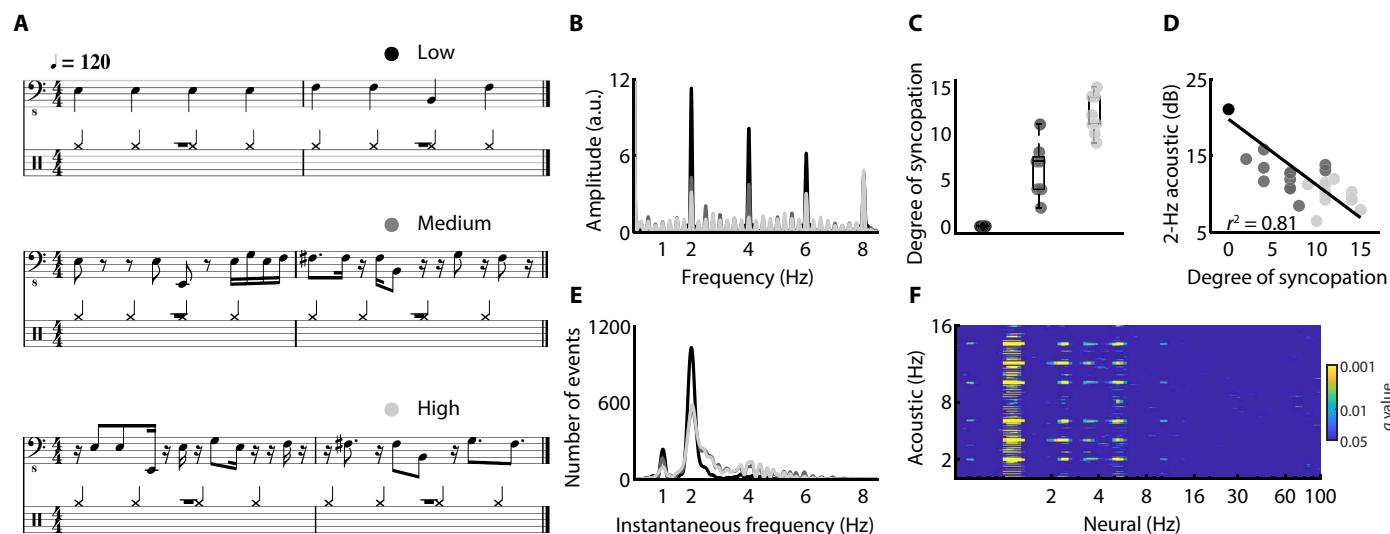 A
♩ = 120
Low
Medium
High
B
Amplitude (a.u.)
12
6
0
1 2 4 6 8
Frequency (Hz)
C
Degree of syncopation
15
10
5
0
D
2-Hz acoustic (dB)
25
15
5
r² = 0.81
0 5 10 15
Degree of syncopation
E
Number of events
1200
600
0
1 2 4 6 8
Instantaneous frequency (Hz)
F
Acoustic (Hz)
16
8
2
2 4 8 16 30 60 100
Neural (Hz)
0.001
0.01
0.05
q value